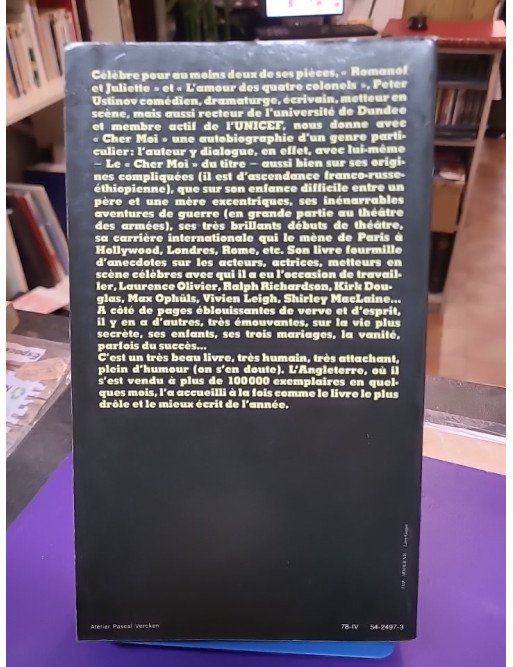 Célèbre pour au moins deux de ses pièces, « Romanof
et Juliette » et « L'amour des quatre colonels », Peter
Ustinov comédien, dramaturge, écrivain, metteur en
scène, mais aussi recteur de l'université de Dundee
et membre actif de l'UNICEF, nous donne avec
« Cher Moi » une autobiographie d'un genre parti-
culier : l'auteur y dialogue, en effet, avec lui-même
– Le « Cher Moi » du titre – aussi bien sur ses origi-
nes compliquées (il est d'ascendance franco-russe-
éthiopienne), que sur son enfance difficile entre un
père et une mère excentriques, ses inénarrables
aventures de guerre (en grande partie au théâtre
des armées), ses très brillants débuts de théâtre,
sa carrière internationale qui le mène de Paris à
Hollywood, Londres, Rome, etc. Son livre fourmille
d'anecdotes sur les acteurs, actrices, metteurs en
scène célèbres avec qui il a eu l'occasion de travail-
ler, Laurence Olivier, Ralph Richardson, Kirk Dou-
glas, Max Ophüls, Vivien Leigh, Shirley MacLaine...
A côté de pages éblouissantes de verve et d'esprit,
il y en a d'autres, très émouvantes, sur la vie plus
secrète, ses enfants, ses trois mariages, la vanité,
parfois du succès...
C'est un très beau livre, très humain, très attachant,
plein d'humour (on s'en doute). L'Angleterre, où il
s'est vendu à plus de 100000 exemplaires en quel-
ques mois, l'a accueilli à la fois comme le livre le plus
drôle et le mieux écrit de l'année.
Atelier Pascal Vercken
78-IV 54-2497-3